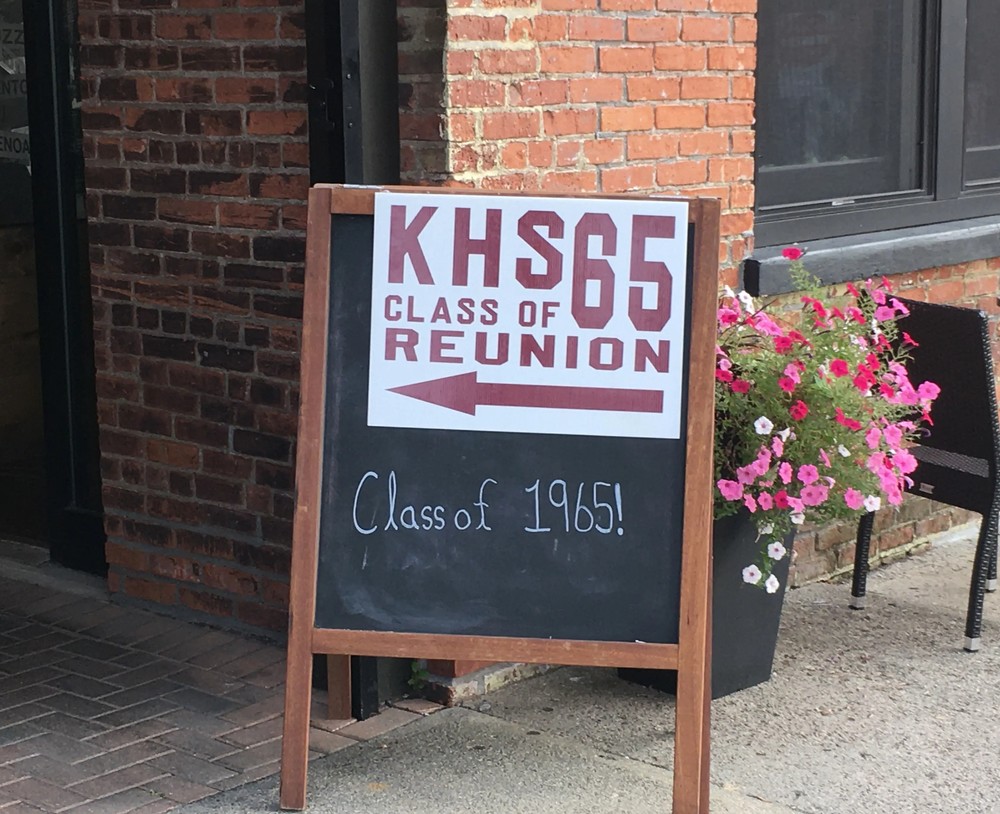 KHS65
CLASS OF
REUNION
Class of 1965!